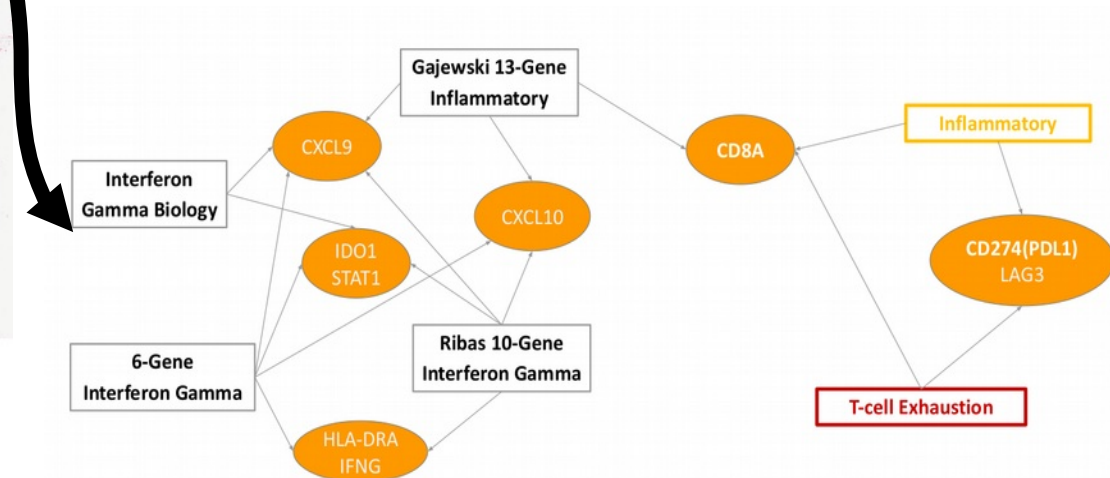 Gajewski 13-Gene
Inflammatory
CXCL9
CD8A
Inflammatory
Interferon
Gamma Biology
CXCL10
IDO1
STAT1
CD274(PDL1)
LAG3
6-Gene
Interferon Gamma
Ribas 10-Gene
Interferon Gamma
T-cell Exhaustion
HLA-DRA
IFNG